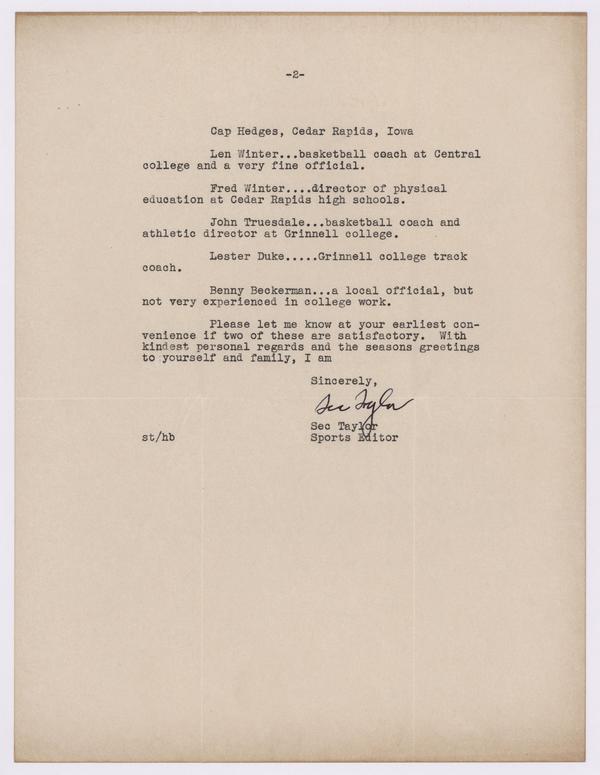 -2-
Cap Hedges, Cedar Rapids, Iowa
Len Winter...basketball coach at Central
college and a very fine official.
Fred Winter....director of physical
education at Cedar Rapids high schools.
John Truesdale...basketball coach and
athletic director at Grinnell college.
Lester Duke.....Grinnell college track
coach.
Benny Beckerman...a local official, but
not very experienced in college work.
Please let me know at your earliest con-
venience if two of these are satisfactory. With
kindest personal regards and the seasons greetings
to yourself and family, I am
Sincerely,
Sec Taylor
Sec Taylor
st/hb Sports Editor